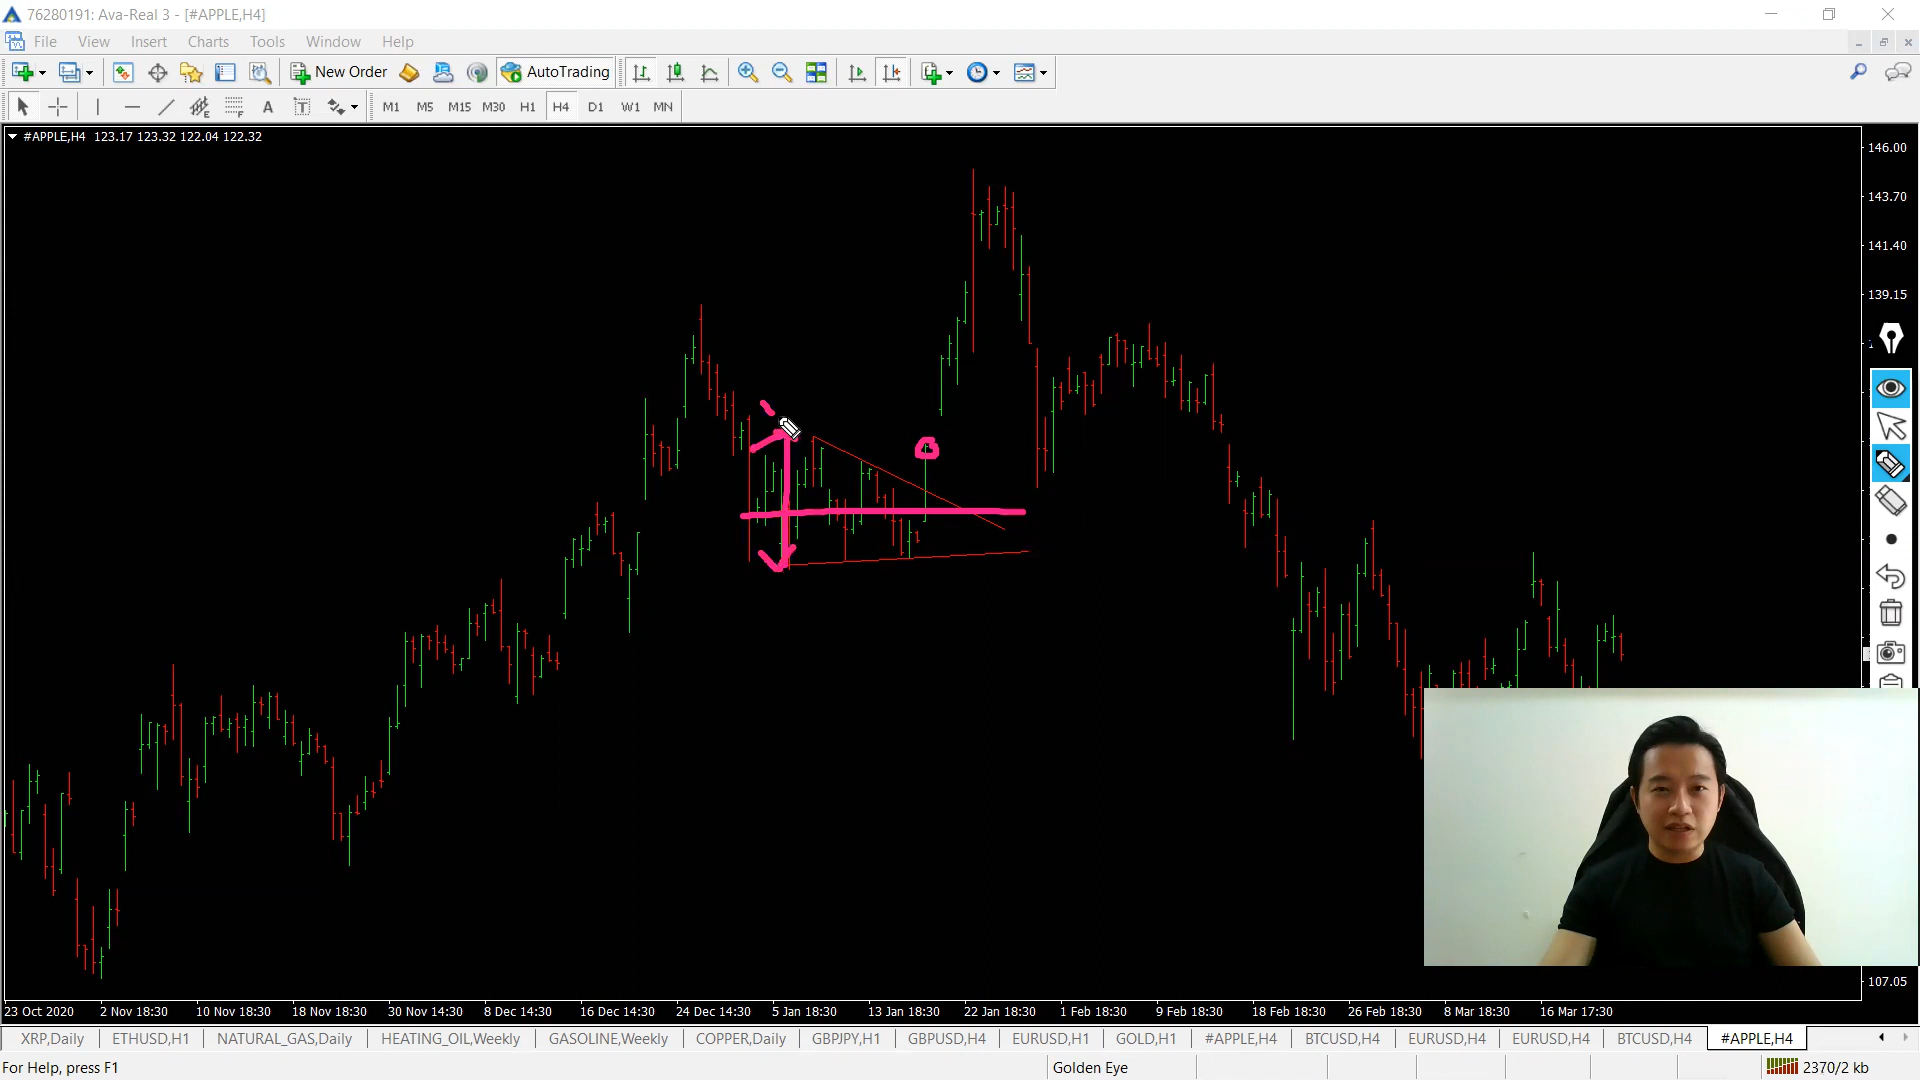 76280191: Ava-Real 3 - [#APPLE,H4]
File View Insert Charts Tools Window Help
New Order AutoTrading
A T M1 M5 M15 M30 H1 H4 D1 W1 MN
#APPLE,H4 123.17 123.32 122.04 122.32
146.00
143.70
141.40
139.15
107.05
23 Oct 2020 2 Nov 18:30 10 Nov 18:30 18 Nov 18:30 30 Nov 14:30 8 Dec 14:30 16 Dec 14:30 24 Dec 14:30 5 Jan 18:30 13 Jan 18:30 22 Jan 18:30 1 Feb 18:30 9 Feb 18:30 18 Feb 18:30 26 Feb 18:30 8 Mar 18:30 16 Mar 17:30
XRP,Daily ETHUSD,H1 NATURAL_GAS,Daily HEATING_OIL,Weekly GASOLINE,Weekly COPPER,Daily GBPJPY,H1 GBPUSD,H4 EURUSD,H1 GOLD,H1 #APPLE,H4 BTCUSD,H4 EURUSD,H4 EURUSD,H4 BTCUSD,H4 #APPLE,H4
For Help, press F1 Golden Eye 2370/2 kb